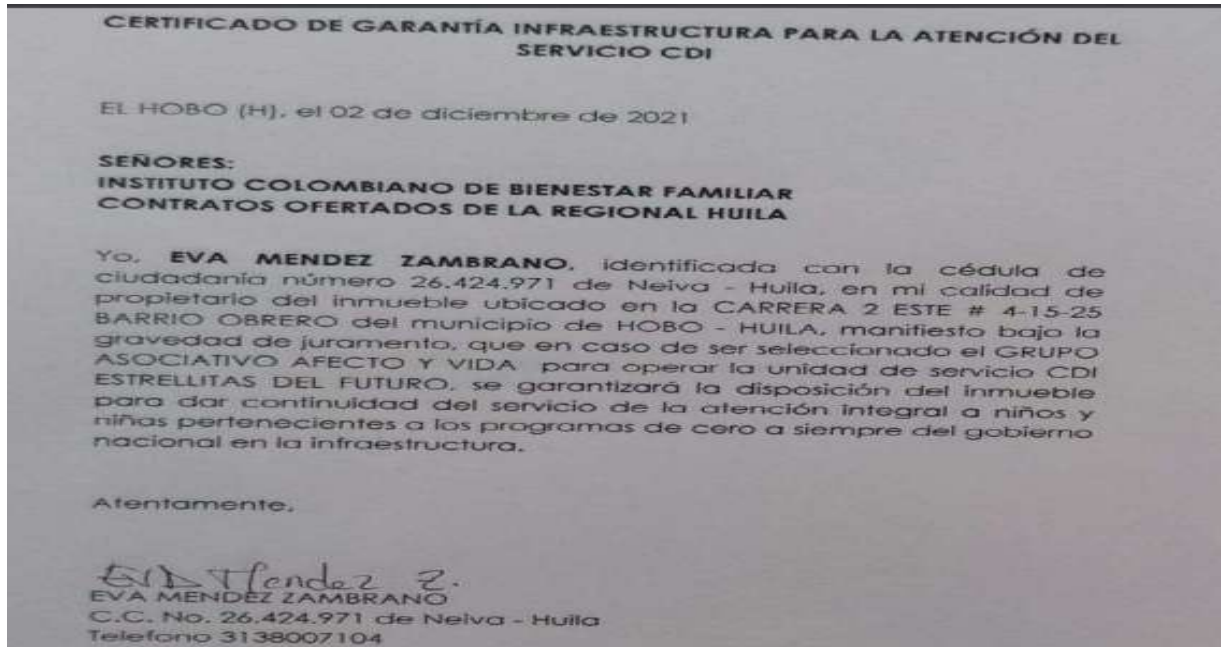 CERTIFICADO DE GARANTÍA INFRAESTRUCTURA PARA LA ATENCIÓN DEL
SERVICIO CDI
EL HOBO (H), el 02 de diciembre de 2021
SEÑORES:
INSTITUTO COLOMBIANO DE BIENESTAR FAMILIAR
CONTRATOS OFERTADOS DE LA REGIONAL HUILA
Yo, EVA MENDEZ ZAMBRANO, identificada con la cédula de
ciudadanía número 26.424.971 de Neiva - Huila, en mi calidad de
propietario del inmueble ubicado en la CARRERA 2 ESTE # 4-15-25
BARRIO OBRERO del municipio de HOBO - HUILA, manifiesto bajo la
gravedad de juramento, que en caso de ser seleccionado el GRUPO
ASOCIATIVO AFECTO Y VIDA para operar la unidad de servicio CDI
ESTRELLITAS DEL FUTURO, se garantizará la disposición del inmueble
para dar continuidad del servicio de la atención integral a niños y
niñas pertenecientes a los programas de cero a siempre del gobierno
nacional en la infraestructura.
Atentamente,
EVA Mendez Z.
EVA MENDEZ ZAMBRANO
C.C. No. 26.424.971 de Neiva - Huila
Telefono 3138007104